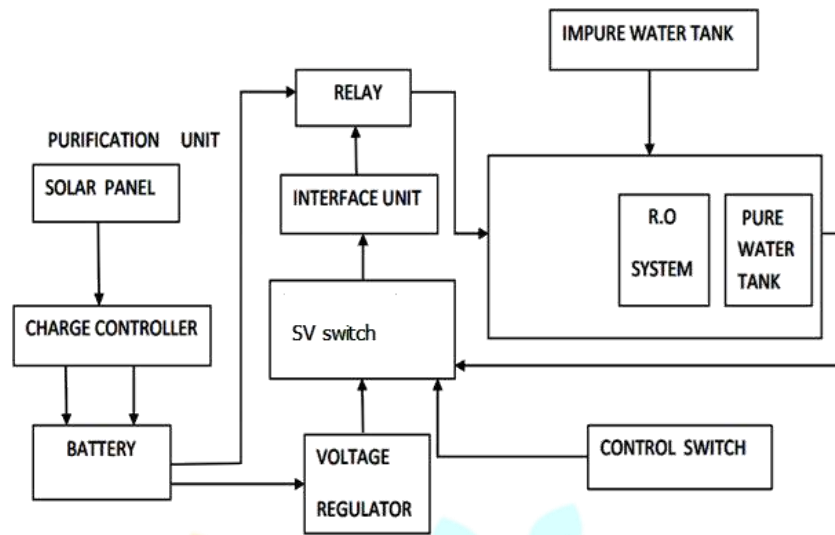 IMPURE WATER TANK
RELAY
PURIFICATION UNIT
SOLAR PANEL
INTERFACE UNIT
R.O
SYSTEM
PURE
WATER
TANK
CHARGE CONTROLLER
SV switch
BATTERY
VOLTAGE
REGULATOR
CONTROL SWITCH